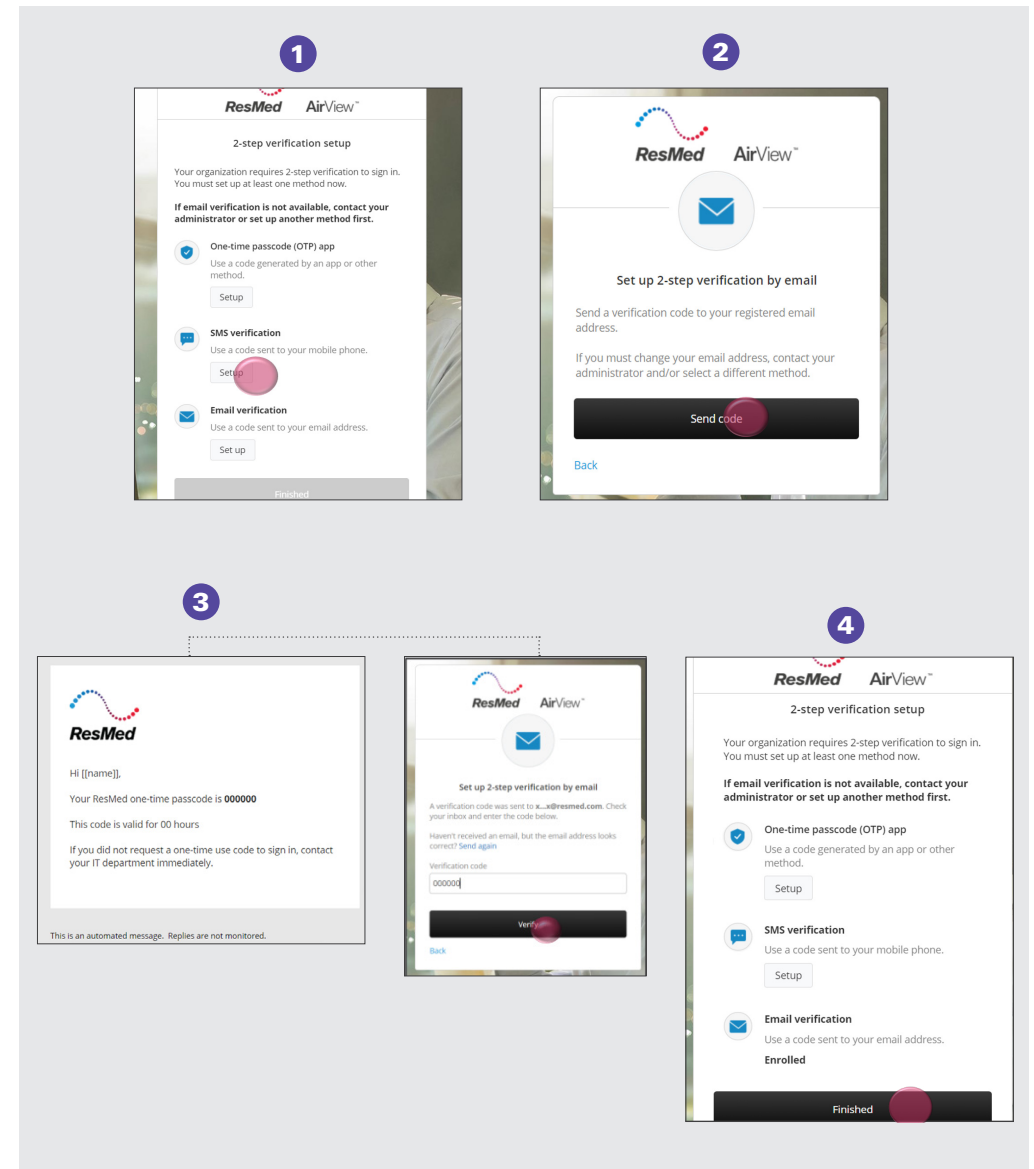 1
ResMed AirView™
2-step verification setup
Your organization requires 2-step verification to sign in.
You must set up at least one method now.
If email verification is not available, contact your
administrator or set up another method first.
One-time passcode (OTP) app
Use a code generated by an app or other
method.
Setup
SMS verification
Use a code sent to your mobile phone.
Setup
Email verification
Use a code sent to your email address.
Set up
Finished
2
ResMed AirView™
Set up 2-step verification by email
Send a verification code to your registered email
address.
If you must change your email address, contact your
administrator and/or select a different method.
Send code
Back
3
ResMed
Hi [[name]],
Your ResMed one-time passcode is 000000
This code is valid for 00 hours
If you did not request a one-time use code to sign in, contact
your IT department immediately.
This is an automated message. Replies are not monitored.
ResMed AirView™
Set up 2-step verification by email
A verification code was sent to x...x@resmed.com. Check
your inbox and enter the code below.
Haven't received an email, but the email address looks
correct? Send again
Verification code
000000
Verify
Back
4
ResMed AirView™
2-step verification setup
Your organization requires 2-step verification to sign in.
You must set up at least one method now.
If email verification is not available, contact your
administrator or set up another method first.
One-time passcode (OTP) app
Use a code generated by an app or other
method.
Setup
SMS verification
Use a code sent to your mobile phone.
Setup
Email verification
Use a code sent to your email address.
Enrolled
Finished